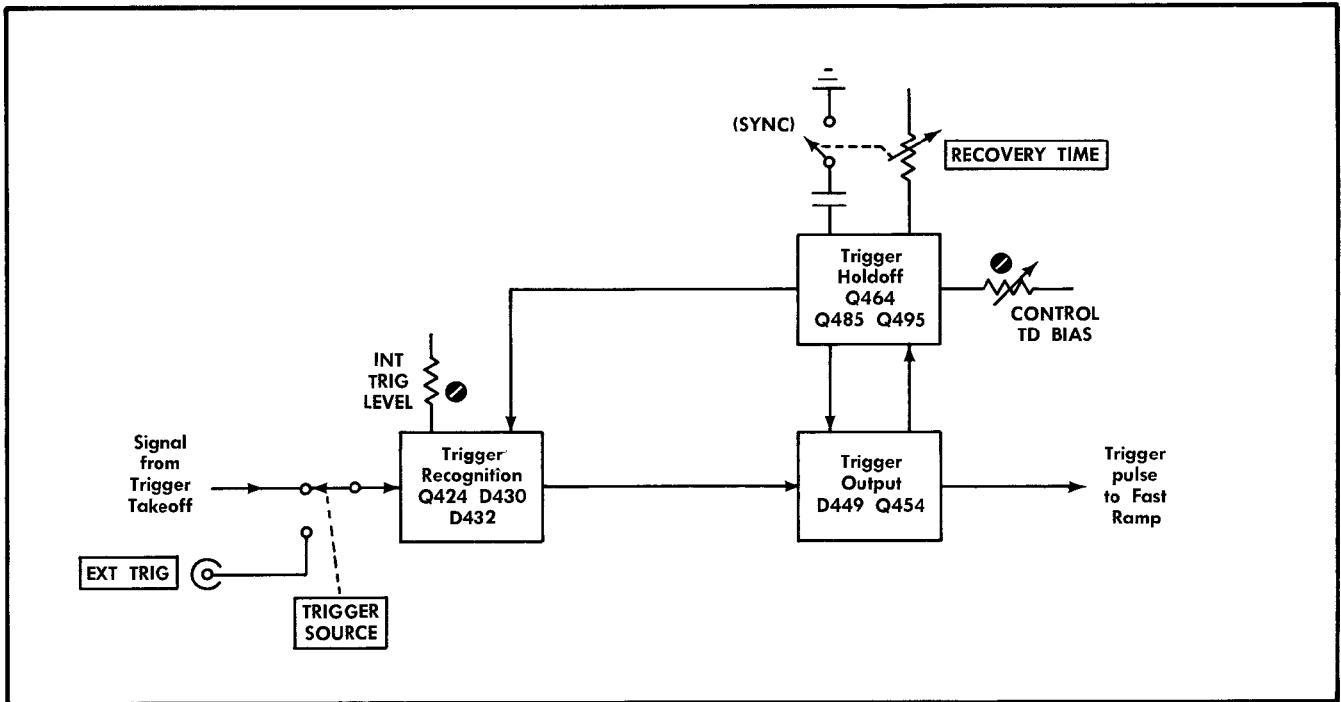 (SYNC)
RECOVERY TIME
Trigger
Holdoff
Q464
Q485 Q495
CONTROL
TD BIAS
INT
TRIG
LEVEL
Signal
from
Trigger
Takeoff
Trigger
Recognition
Q424 D430
D432
Trigger
Output
D449 Q454
Trigger
pulse
to Fast
Ramp
EXT TRIG
TRIGGER
SOURCE